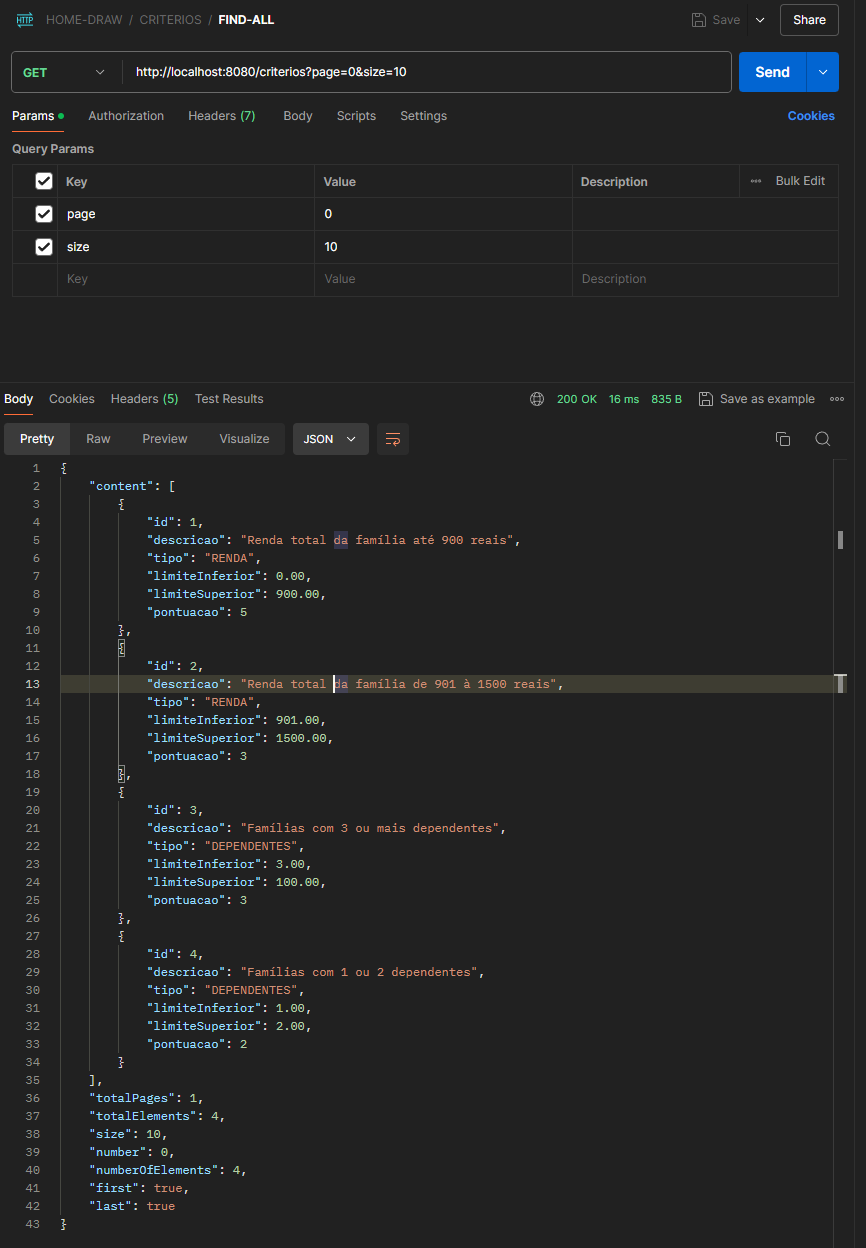 HTTP HOME-DRAW / CRITERIOS / FIND-ALL Save Share
GET http://localhost:8080/criterios?page=0&size=10 Send
Params Authorization Headers (7) Body Scripts Settings Cookies
Query Params
Key Value Description Bulk Edit
page 0
size 10
Key Value Description
Body Cookies Headers (5) Test Results 200 OK 16 ms 835 B Save as example
Pretty Raw Preview Visualize JSON
1 {
2 "content": [
3 {
4 "id": 1,
5 "descricao": "Renda total da família até 900 reais",
6 "tipo": "RENDA",
7 "limiteInferior": 0.00,
8 "limiteSuperior": 900.00,
9 "pontuacao": 5
10 },
11 {
12 "id": 2,
13 "descricao": "Renda total da família de 901 à 1500 reais",
14 "tipo": "RENDA",
15 "limiteInferior": 901.00,
16 "limiteSuperior": 1500.00,
17 "pontuacao": 3
18 },
19 {
20 "id": 3,
21 "descricao": "Famílias com 3 ou mais dependentes",
22 "tipo": "DEPENDENTES",
23 "limiteInferior": 3.00,
24 "limiteSuperior": 100.00,
25 "pontuacao": 3
26 },
27 {
28 "id": 4,
29 "descricao": "Famílias com 1 ou 2 dependentes",
30 "tipo": "DEPENDENTES",
31 "limiteInferior": 1.00,
32 "limiteSuperior": 2.00,
33 "pontuacao": 2
34 }
35 ],
36 "totalPages": 1,
37 "totalElements": 4,
38 "size": 10,
39 "number": 0,
40 "numberOfElements": 4,
41 "first": true,
42 "last": true
43 }